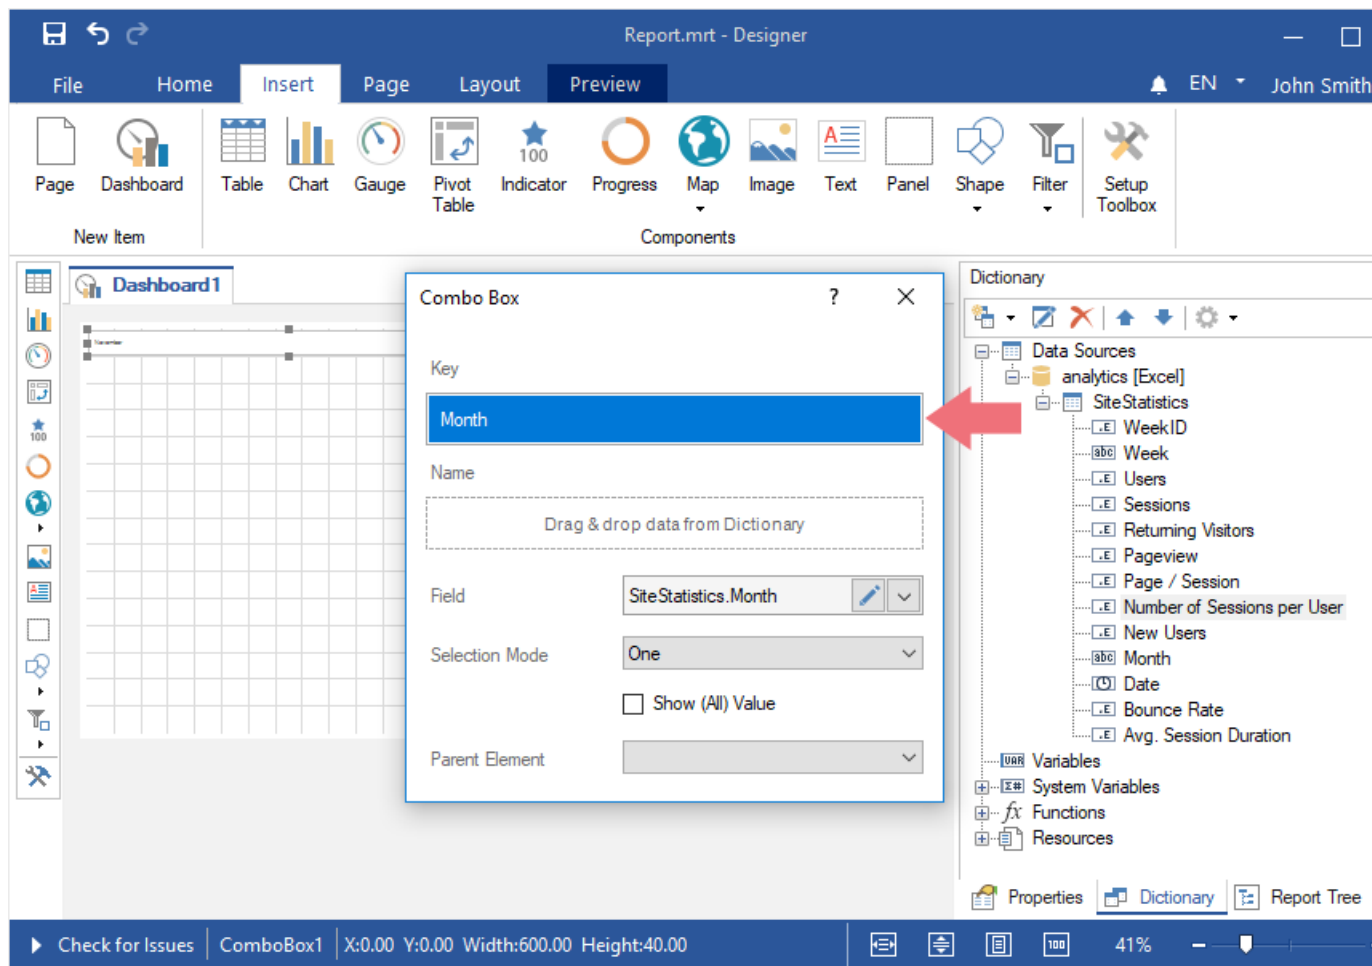 Report.mrt - Designer
File Home Insert Page Layout Preview EN John Smith
Page Dashboard Table Chart Gauge Pivot Table Indicator Progress Map Image Text Panel Shape Filter Setup Toolbox
New Item Components
Dashboard1
November
Combo Box ?
Key
Month
Name
Drag & drop data from Dictionary
Field SiteStatistics.Month
Selection Mode One
Show (All) Value
Parent Element
Dictionary
Data Sources
analytics [Excel]
SiteStatistics
WeekID
Week
Users
Sessions
Returning Visitors
Pageview
Page / Session
Number of Sessions per User
New Users
Month
Date
Bounce Rate
Avg. Session Duration
Variables
System Variables
Functions
Resources
Properties Dictionary Report Tree
Check for Issues ComboBox1 X:0.00 Y:0.00 Width:600.00 Height:40.00 100 41%